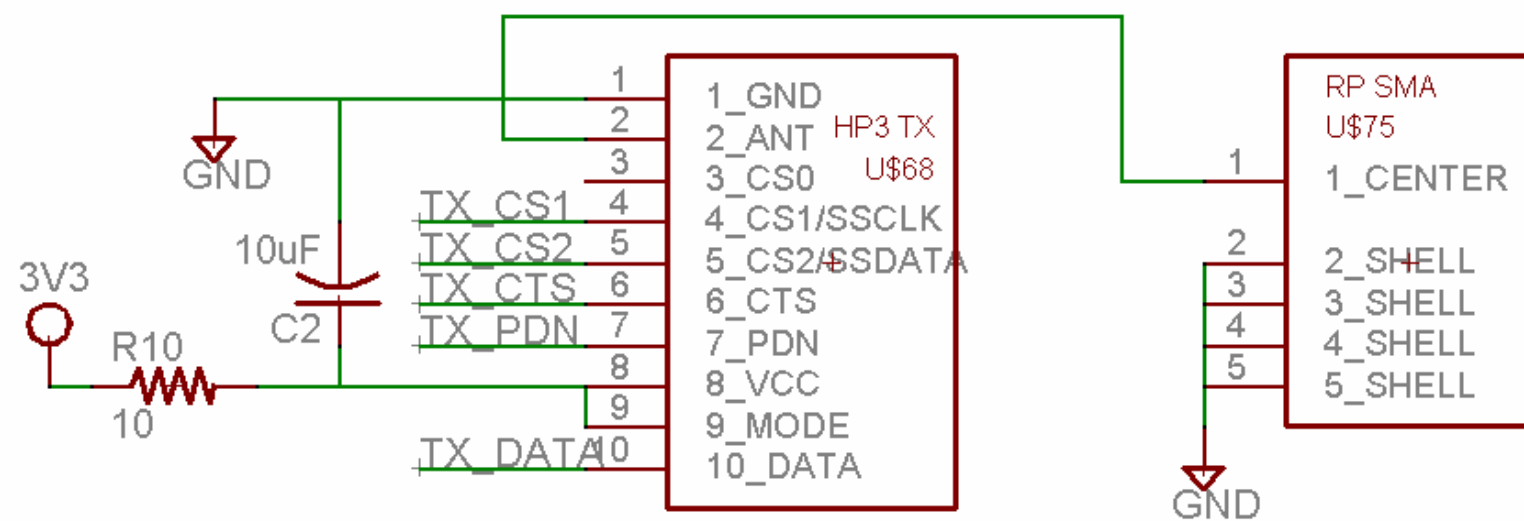 3V3
R10
10
GND
10uF
C2
TX_CS1
TX_CS2
TX_CTS
TX_PDN
TX_DATA
1
2
3
4
5
6
7
8
9
10
1_GND
2_ANT
3_CS0
4_CS1/SSCLK
5_CS2/SSDATA
6_CTS
7_PDN
8_VCC
9_MODE
10_DATA
HP3 TX
U$68
1
2
3
4
5
RP SMA
U$75
1_CENTER
2_SHELL
3_SHELL
4_SHELL
5_SHELL
GND